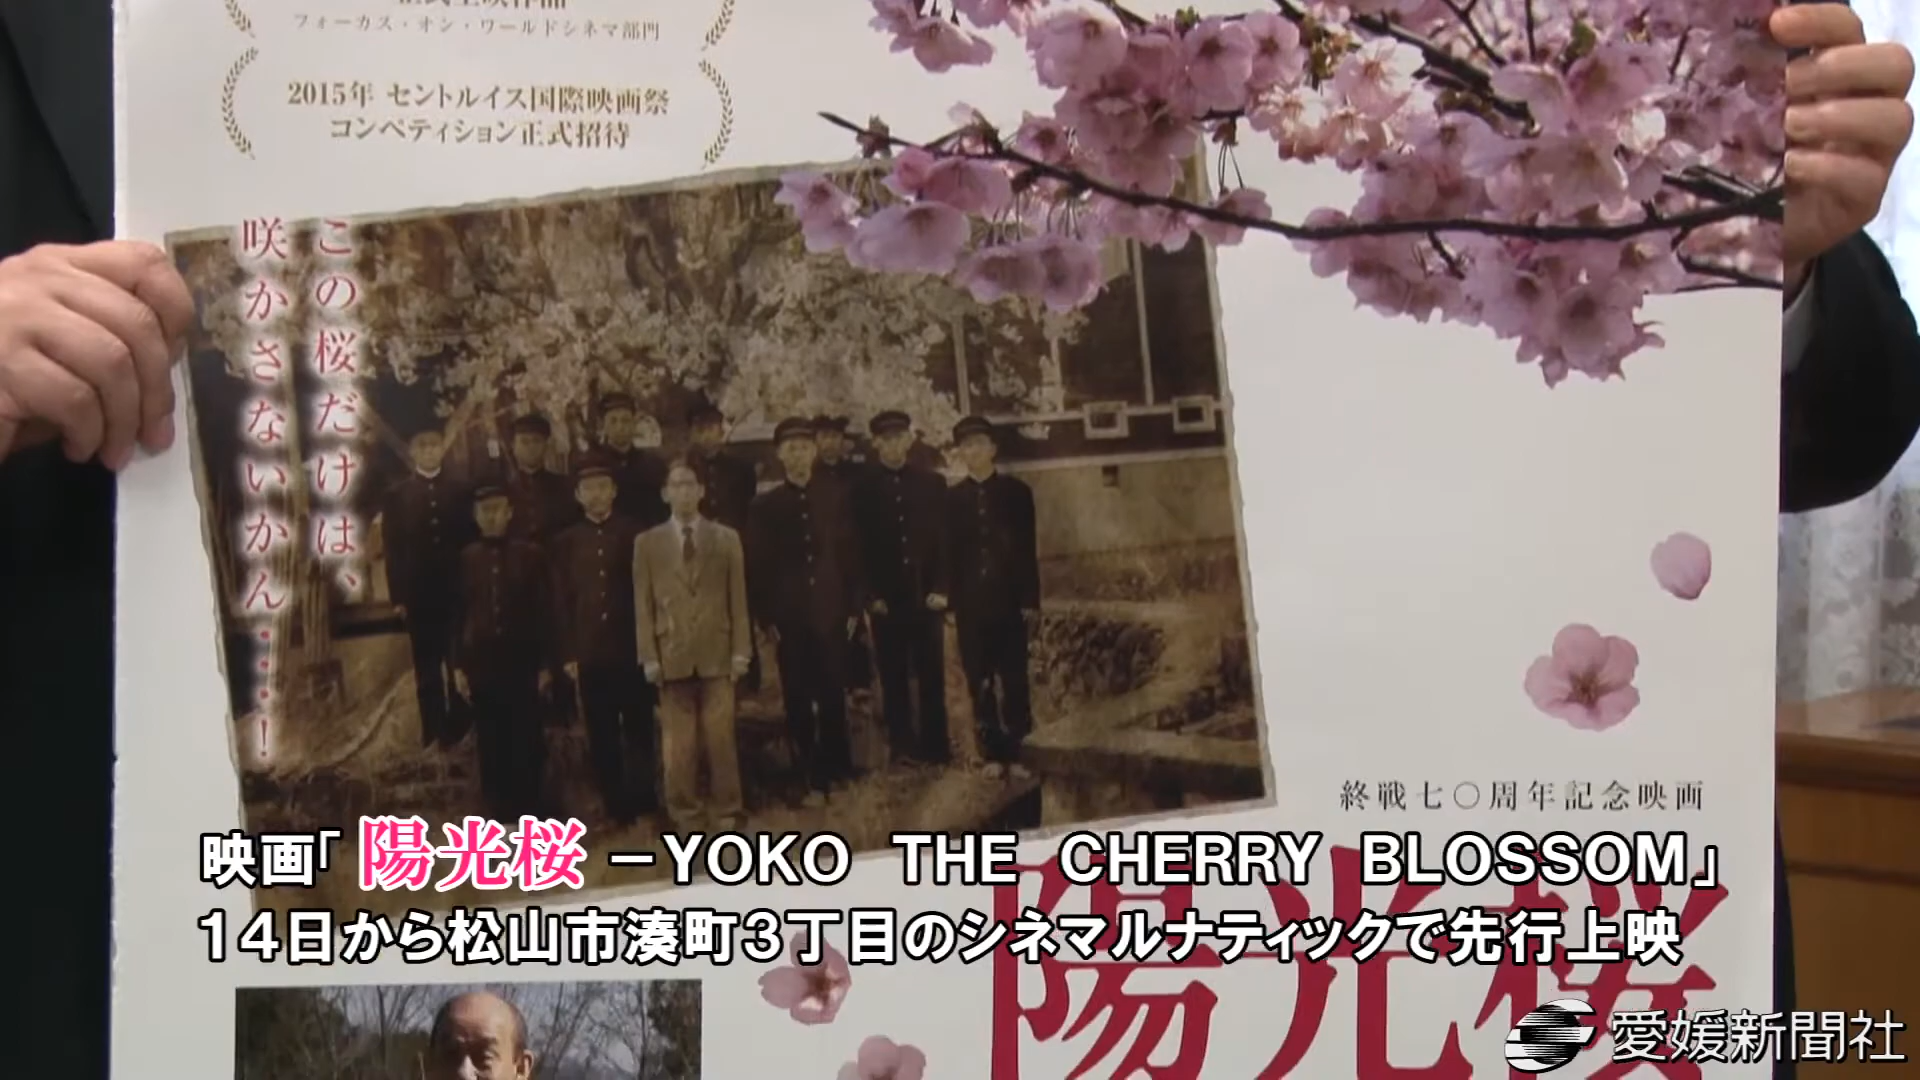 フォーカス・オン・ワールドシネマ部門
2015年 セントルイス国際映画祭
コンペティション正式招待
この桜だけは、
咲かさないかん……!
終戦七〇周年記念映画
陽光桜
映画「陽光桜－YOKO THE CHERRY BLOSSOM」
14日から松山市湊町3丁目のシネマルナティックで先行上映
愛媛新聞社